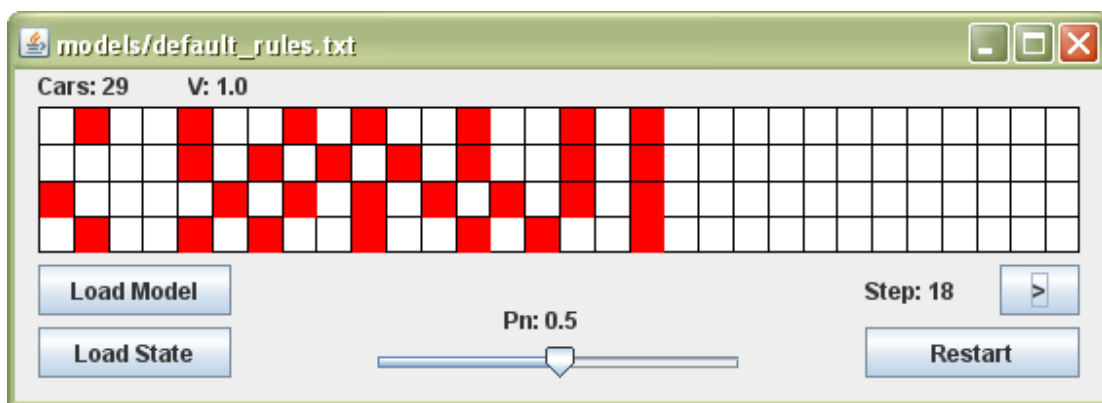 models/default_rules.txt
Cars: 29 V: 1.0
Load Model
Step: 18 >
Pn: 0.5
Load State
Restart